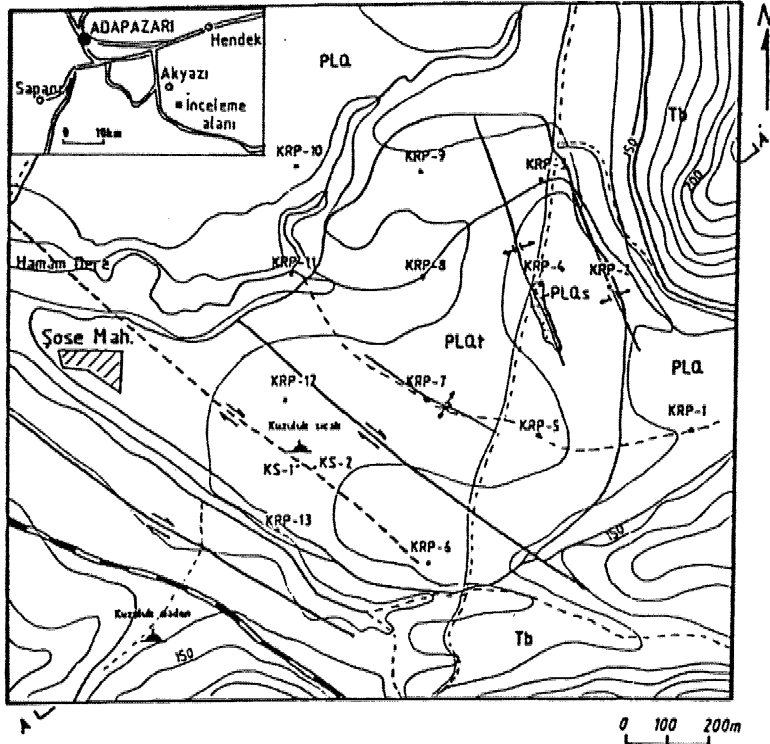 ADAPAZARI
Hendek
Akyazı
Sapanca
İnceleme
alanı
0 10km
N
PLQ
Tb
150
200
A'
KRP-10
KRP-9
KRP-3
Hamam Dere
KRP-11
KRP-8
KRP-4
KRP-2
PLQs
Şose Mah.
PLQt
PLQ
KRP-12
KRP-7
KRP-1
Kuzuluk sıcak
KRP-5
KS-1
KS-2
KRP-13
150
KRP-6
Kuzuluk
Tb
150
A
0 100 200m